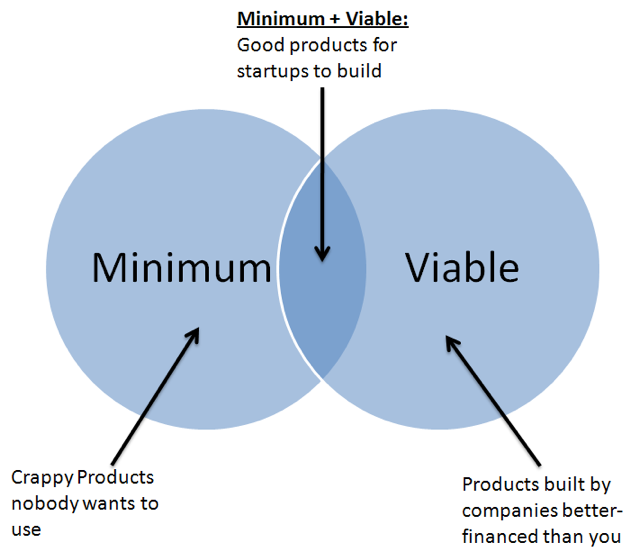 Minimum + Viable:
Good products for
startups to build
Minimum
Viable
Crappy Products
nobody wants to
use
Products built by
companies better-
financed than you